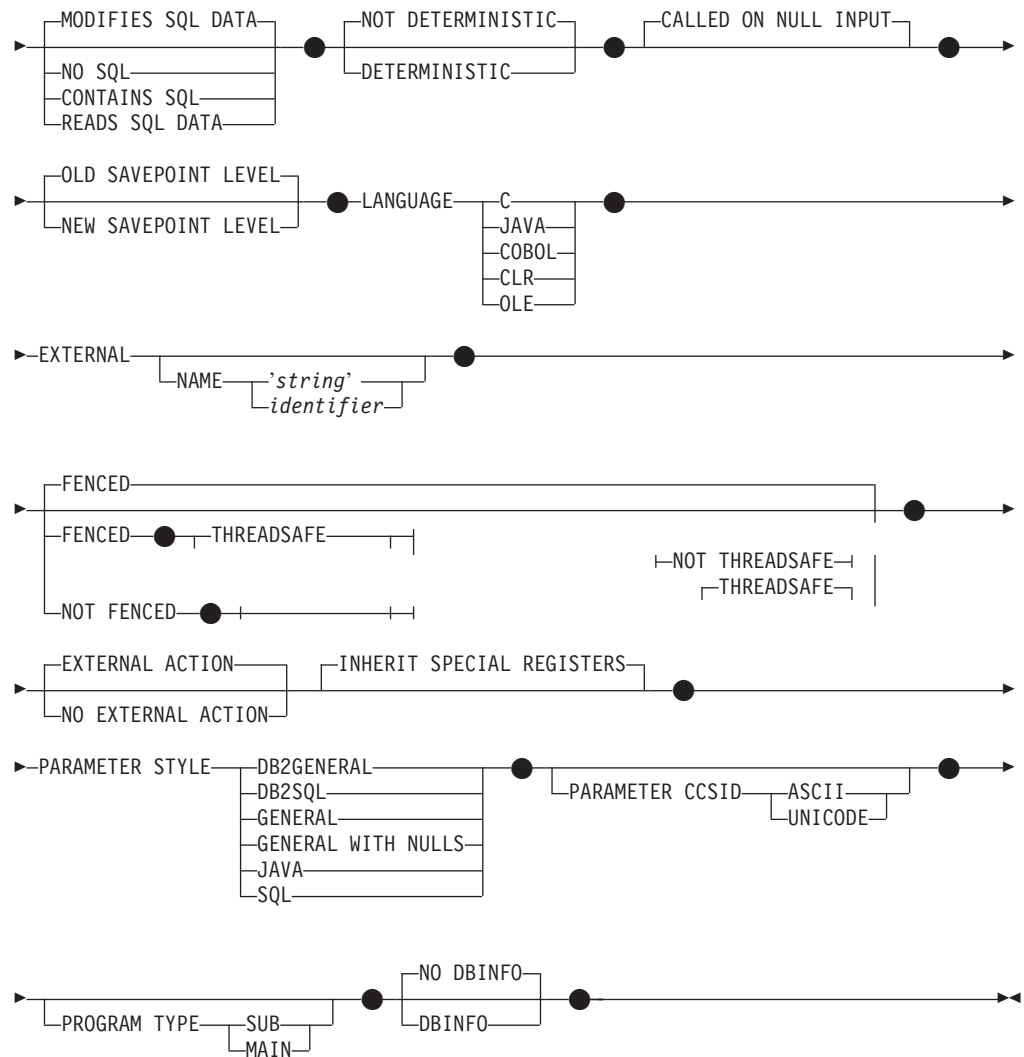 MODIFIES SQL DATA NOT DETERMINISTIC CALLED ON NULL INPUT
NO SQL DETERMINISTIC
CONTAINS SQL
READS SQL DATA
OLD SAVEPOINT LEVEL
NEW SAVEPOINT LEVEL LANGUAGE C
JAVA
COBOL
CLR
OLE
EXTERNAL
NAME 'string'
identifier
FENCED
FENCED THREADSAFE
NOT THREADSAFE
THREADSAFE
NOT FENCED
EXTERNAL ACTION INHERIT SPECIAL REGISTERS
NO EXTERNAL ACTION
PARAMETER STYLE DB2GENERAL
DB2SQL
GENERAL
GENERAL WITH NULLS
JAVA
SQL
PARAMETER CCSID ASCII
UNICODE
NO DBINFO
PROGRAM TYPE SUB DBINFO
MAIN